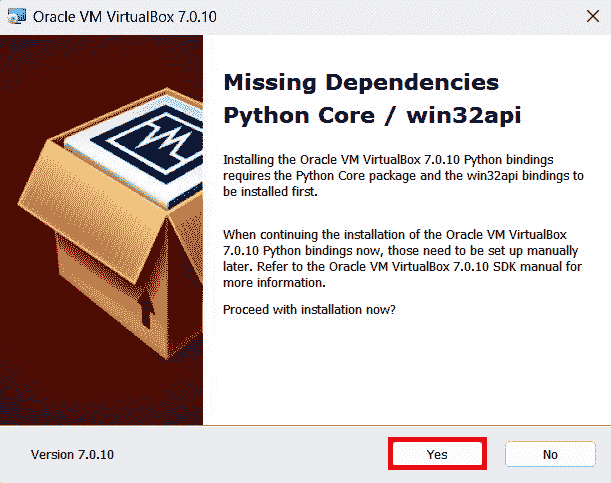 Oracle VM VirtualBox 7.0.10
Missing Dependencies
Python Core / win32api
Installing the Oracle VM VirtualBox 7.0.10 Python bindings
requires the Python Core package and the win32api bindings to
be installed first.
When continuing the installation of the Oracle VM VirtualBox
7.0.10 Python bindings now, those need to be set up manually
later. Refer to the Oracle VM VirtualBox 7.0.10 SDK manual for
more information.
Proceed with installation now?
Version 7.0.10
Yes
No